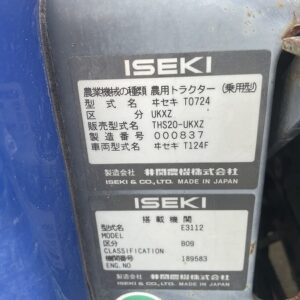 ISEKI
農業機械の種類 農用トラクター(乗用型)
型式名 ヰセキ TO724
区分 UKXZ
販売型式名 THS20-UKXZ
製造番号 000837
車両型式名 ヰセキ T124F
製造会社 井関農機株式会社
ISEKI & CO., LTD. MADE IN JAPAN
ISEKI
搭載機関
型式名 E3112
MODEL
区分 B09
CLASSIFICATION
機関番号 189583
ENG.NO
製造会社 井関農機株式会社
ISEKI & CO., LTD. MADE IN JAPAN